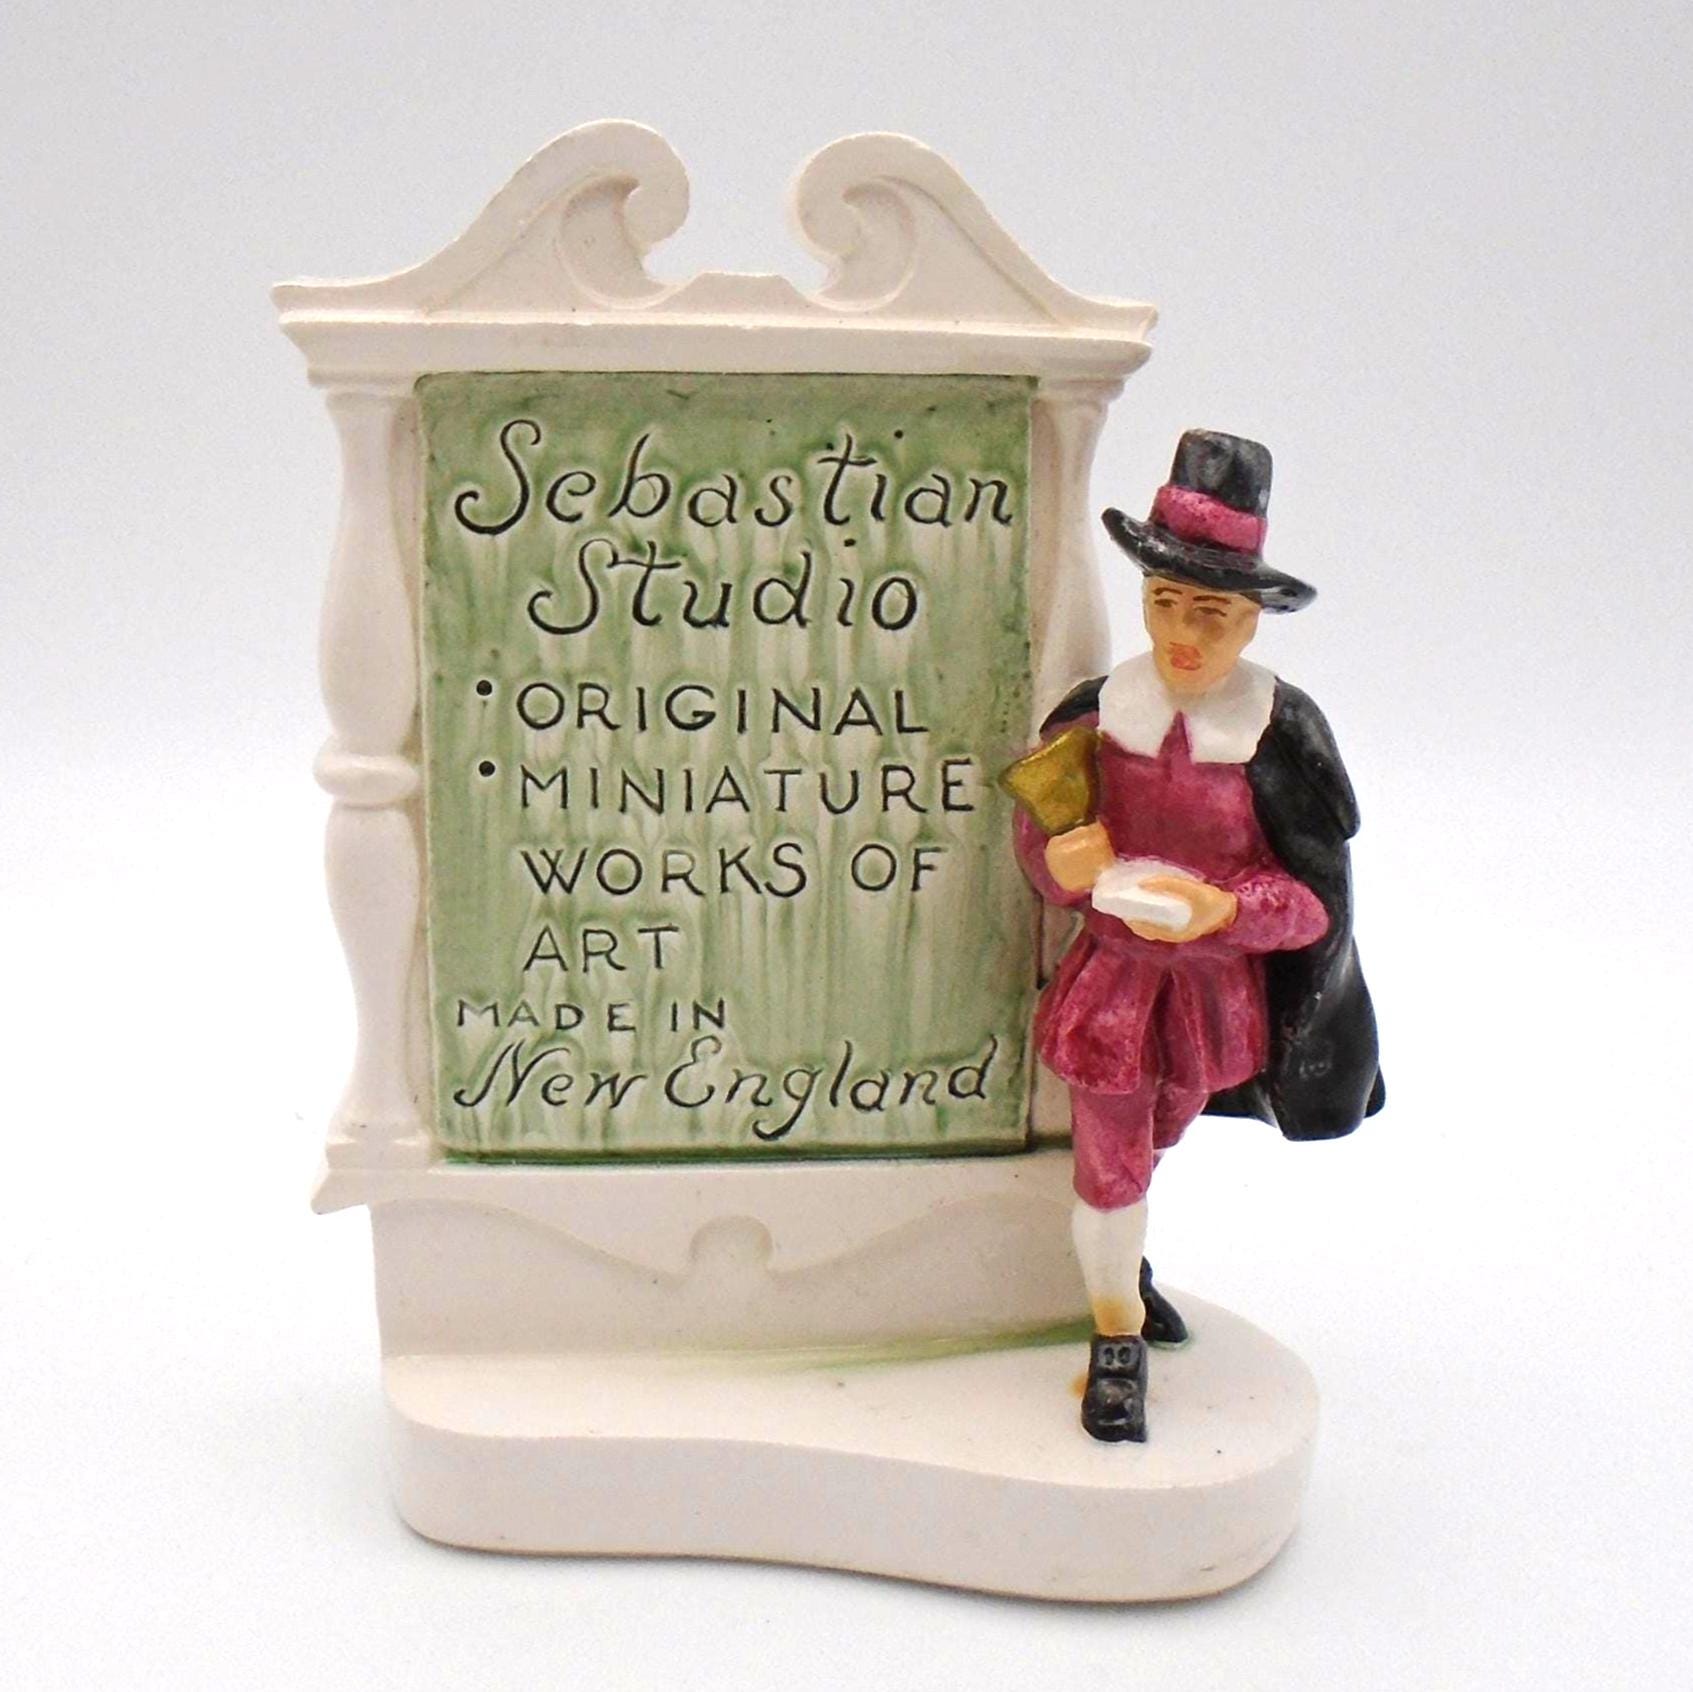 Sebastian
Studio
• ORIGINAL
• MINIATURE
WORKS OF
ART
MADE IN
New England